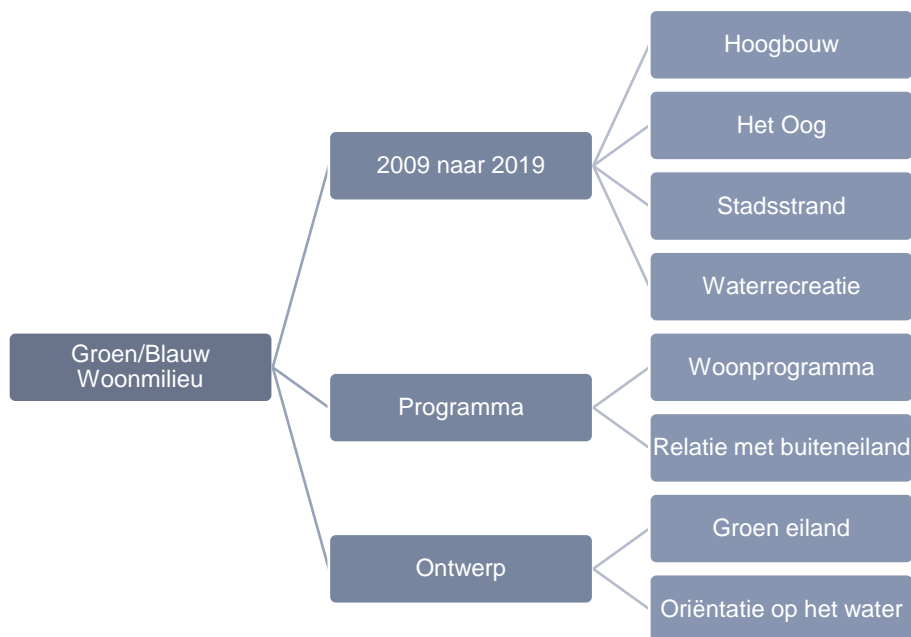 Groen/Blauw
Woonmilieu
2009 naar 2019
Hoogbouw
Het Oog
Stadsstrand
Waterrecreatie
Programma
Woonprogramma
Relatie met buiteneiland
Ontwerp
Groen eiland
Oriëntatie op het water